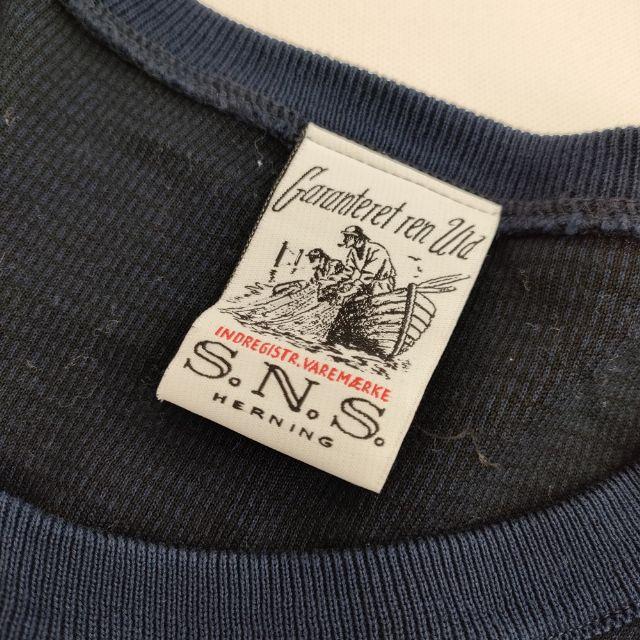 Garanteret ren Uld
INDREGISTR. VAREMÆRKE
S.N.S.
HERNING